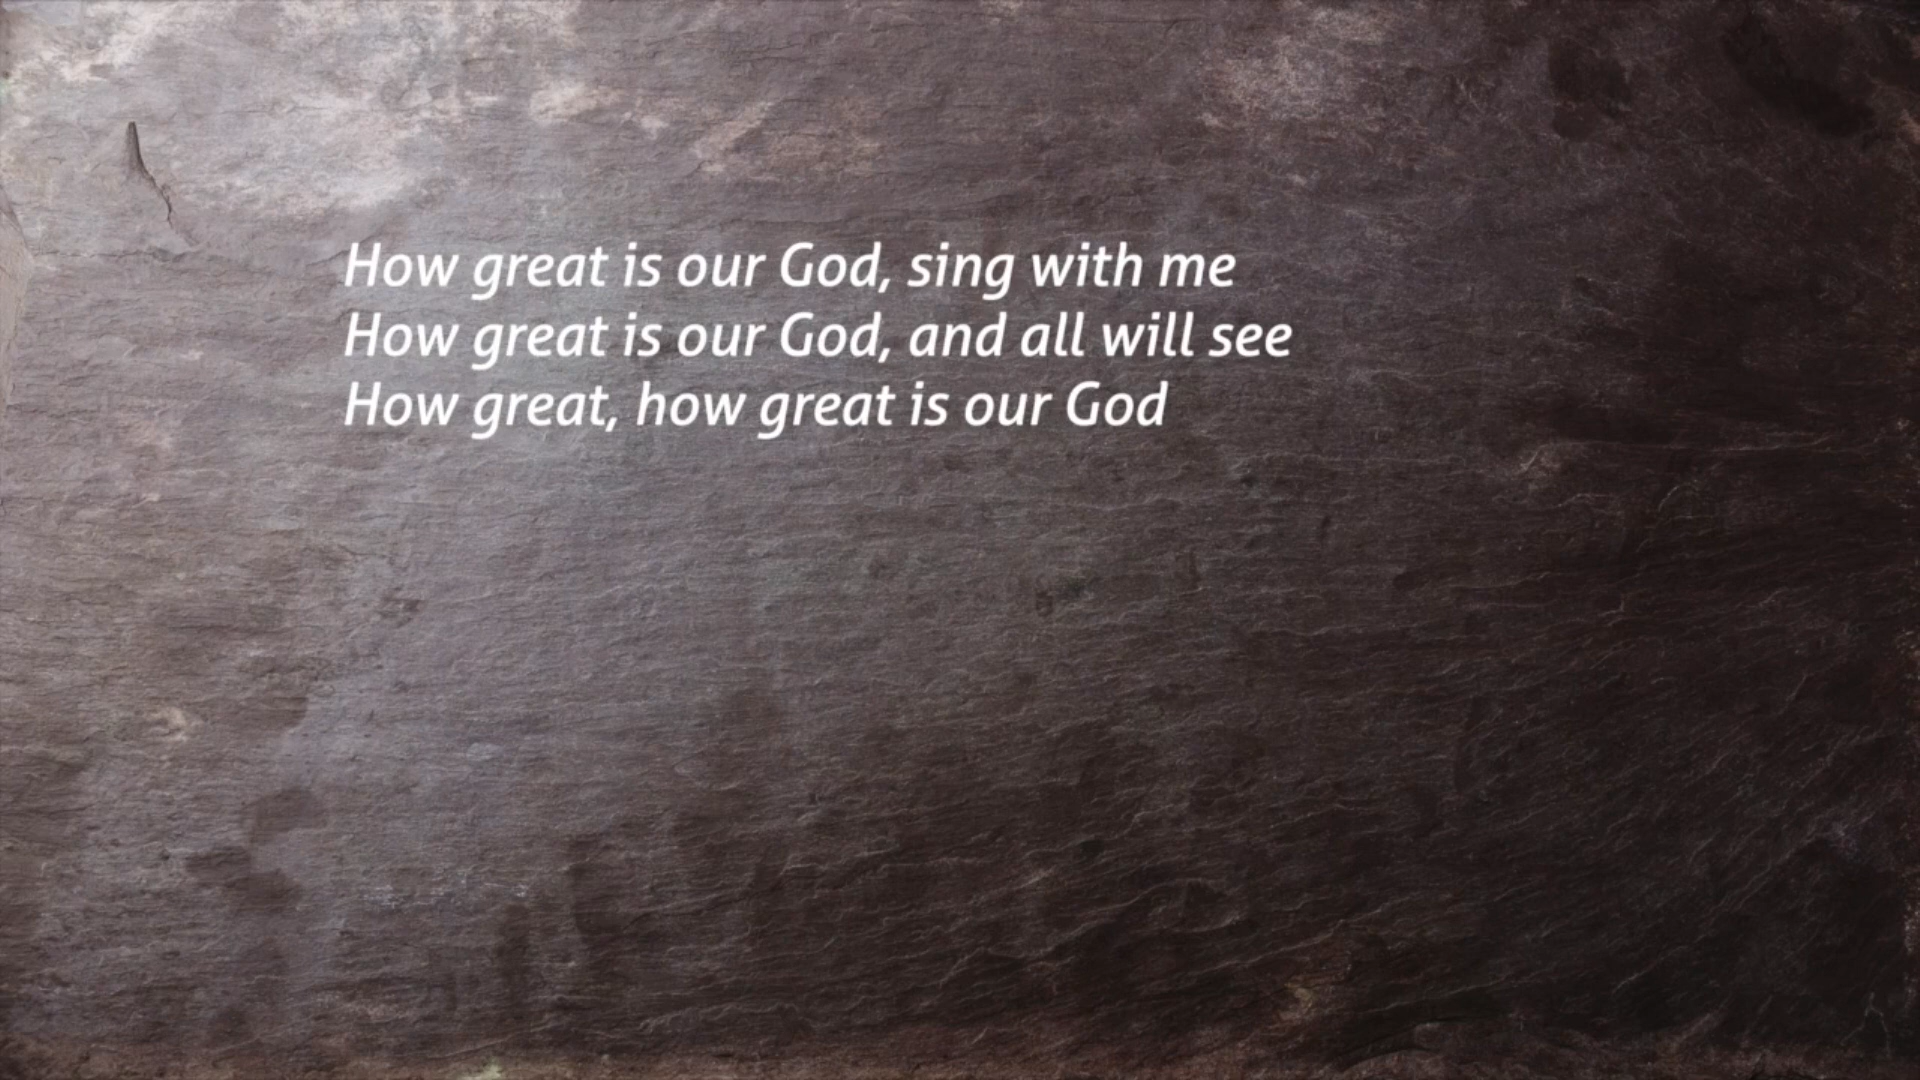 How great is our God, sing with me
How great is our God, and all will see
How great, how great is our God